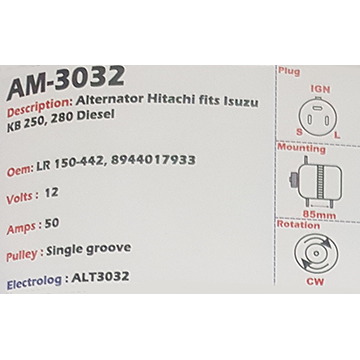 AM-3032
Description: Alternator Hitachi fits Isuzu
KB 250, 280 Diesel
Oem: LR 150-442, 8944017933
Volts : 12
Amps : 50
Pulley : Single groove
Electrolog : ALT3032
Plug
IGN
S L
Mounting
85mm
Rotation
CW